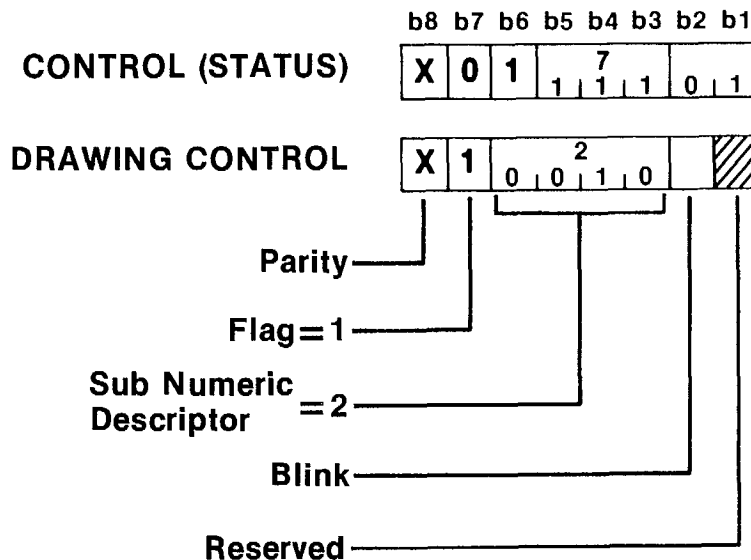 b8 b7 b6 b5 b4 b3 b2 b1
CONTROL (STATUS) X 0 1 7 1 1 1 0 1
DRAWING CONTROL X 1 2 0 0 1 0
Parity
Flag=1
Sub Numeric
Descriptor =2
Blink
Reserved